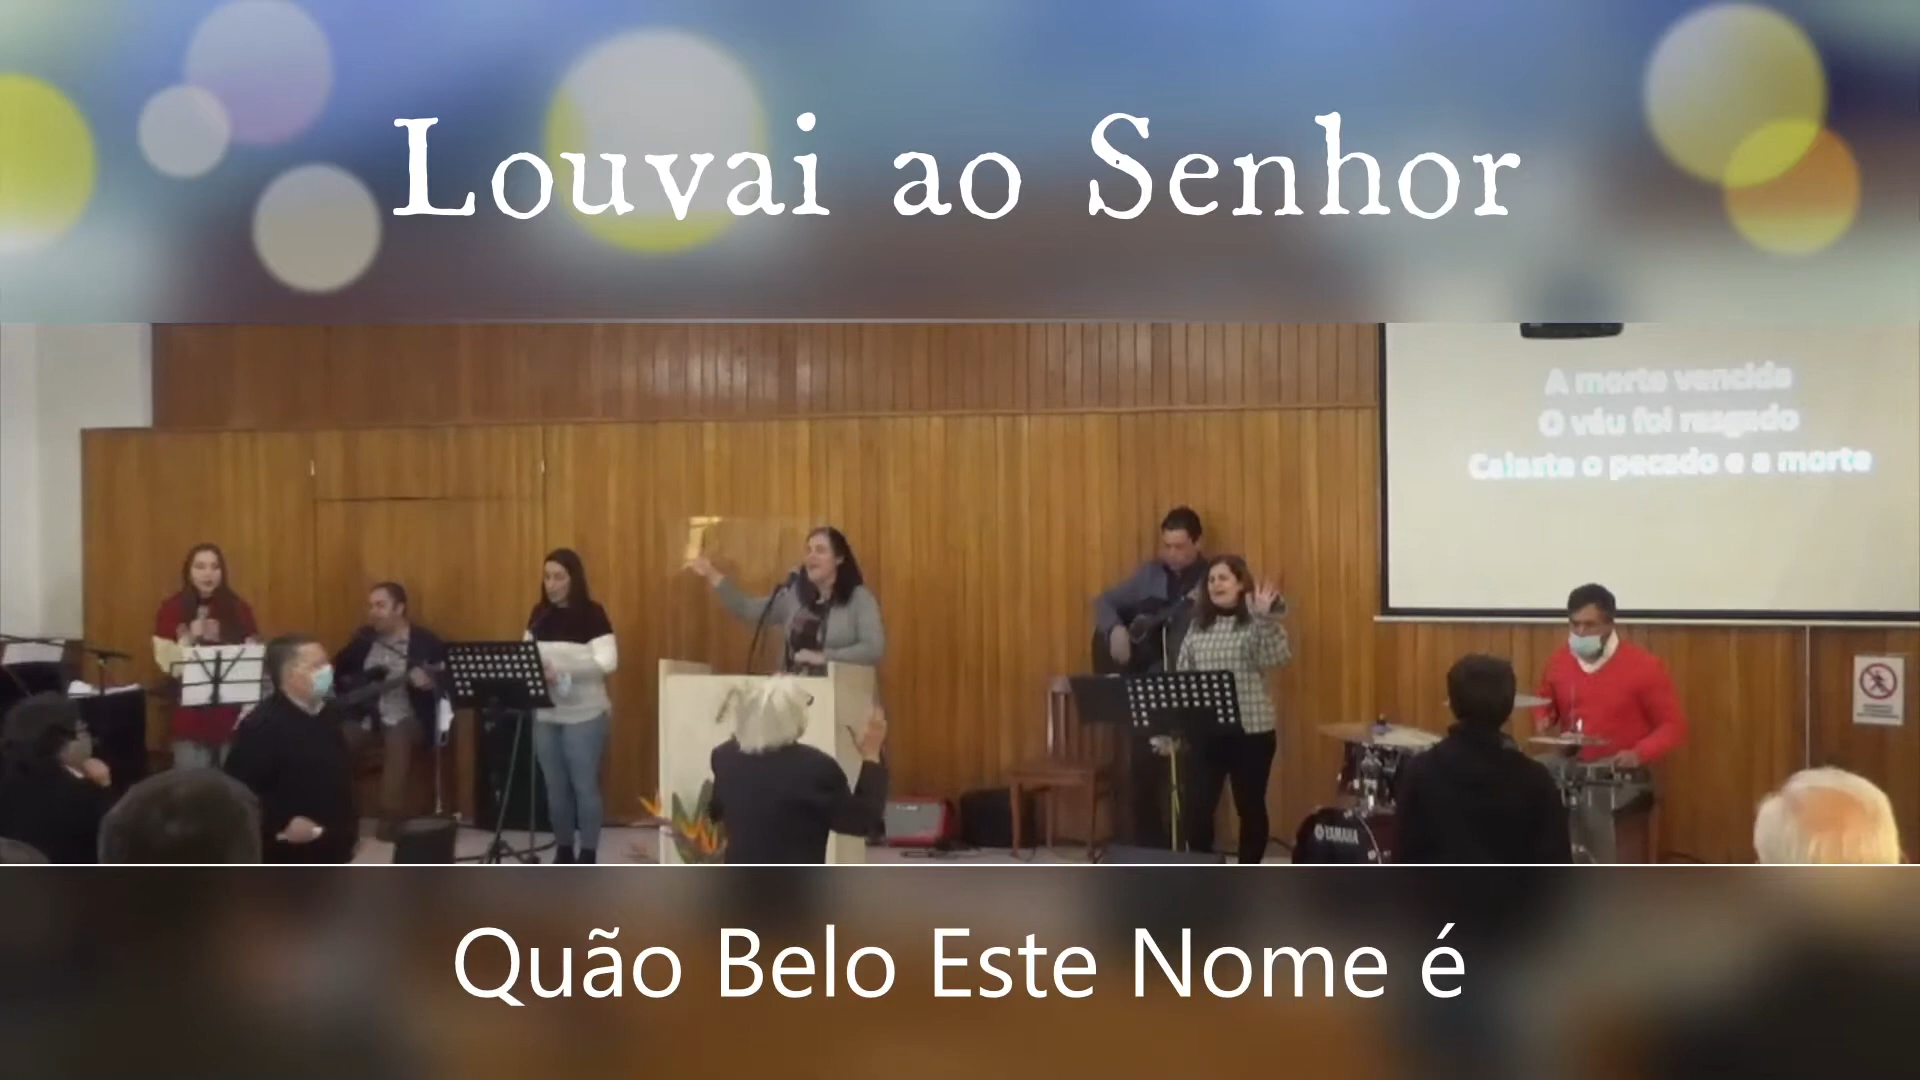 Louvai ao Senhor
A morte vencida
O véu foi rasgado
Calaste o pecado e a morte
YAMAHA
Quão Belo Este Nome é